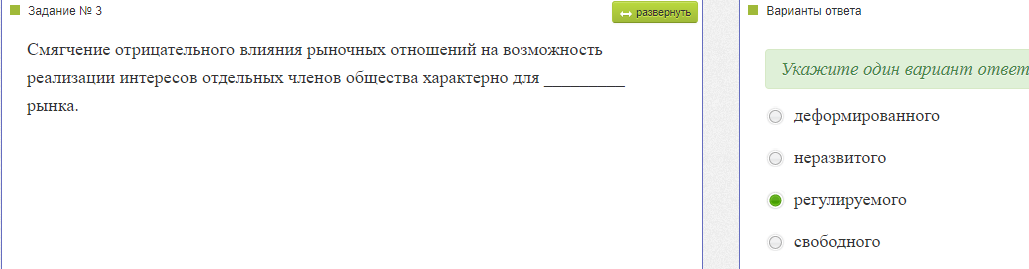 Задание № 3
развернуть
Смягчение отрицательного влияния рыночных отношений на возможность
реализации интересов отдельных членов общества характерно для _________
рынка.
Варианты ответа
Укажите один вариант ответ
деформированного
неразвитого
регулируемого
свободного